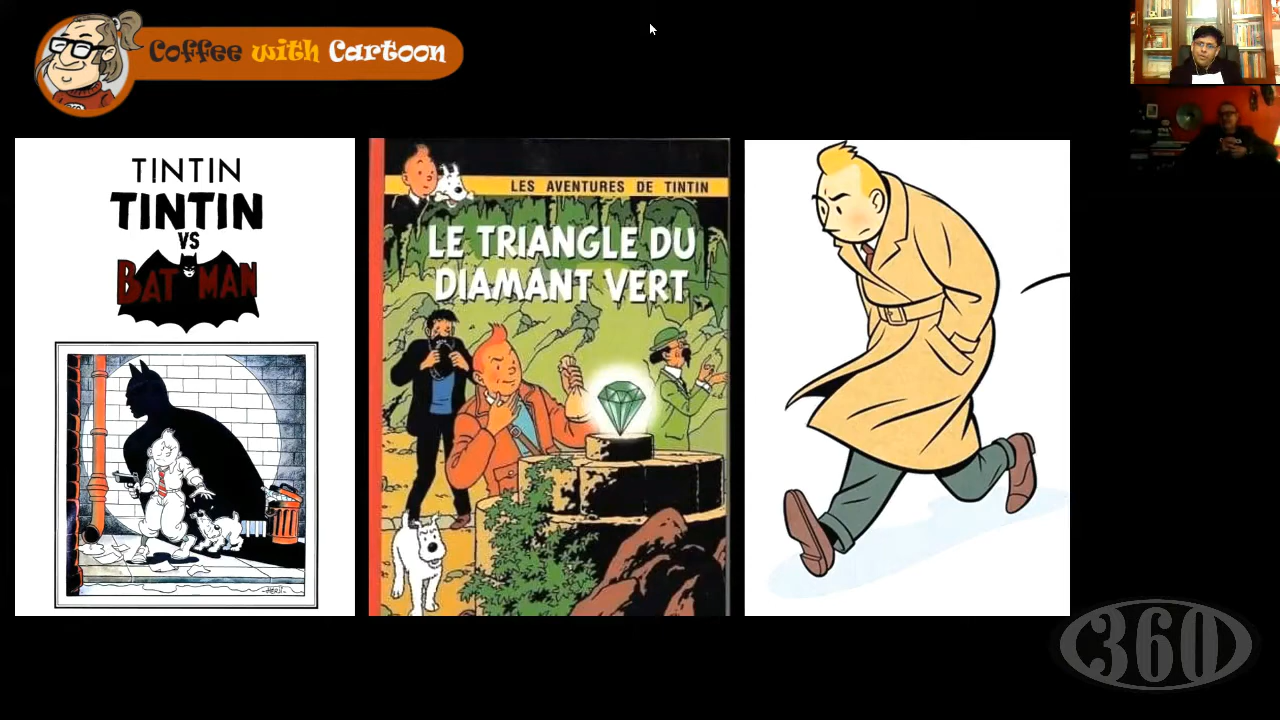 Coffee with Cartoon
TINTIN
TINTIN
VS
BATMAN
LES AVENTURES DE TINTIN
LE TRIANGLE DU
DIAMANT VERT
360